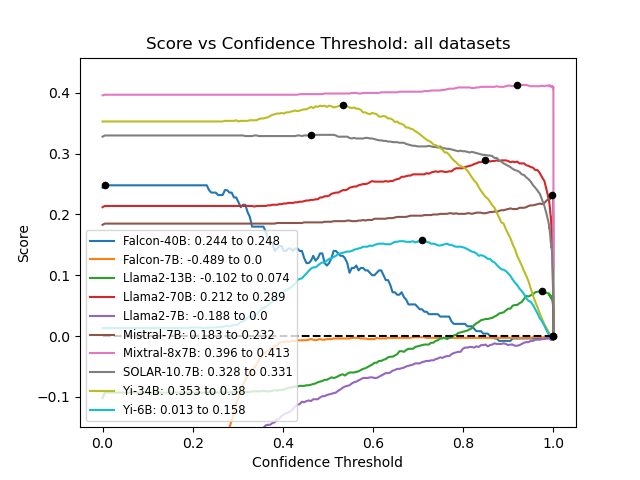 Score vs Confidence Threshold: all datasets
Score
0.4
0.3
0.2
0.1
0.0
−0.1
Falcon-40B: 0.244 to 0.248
Falcon-7B: -0.489 to 0.0
Llama2-13B: -0.102 to 0.074
Llama2-70B: 0.212 to 0.289
Llama2-7B: -0.188 to 0.0
Mistral-7B: 0.183 to 0.232
Mixtral-8x7B: 0.396 to 0.413
SOLAR-10.7B: 0.328 to 0.331
Yi-34B: 0.353 to 0.38
Yi-6B: 0.013 to 0.158
0.0 0.2 0.4 0.6 0.8 1.0
Confidence Threshold